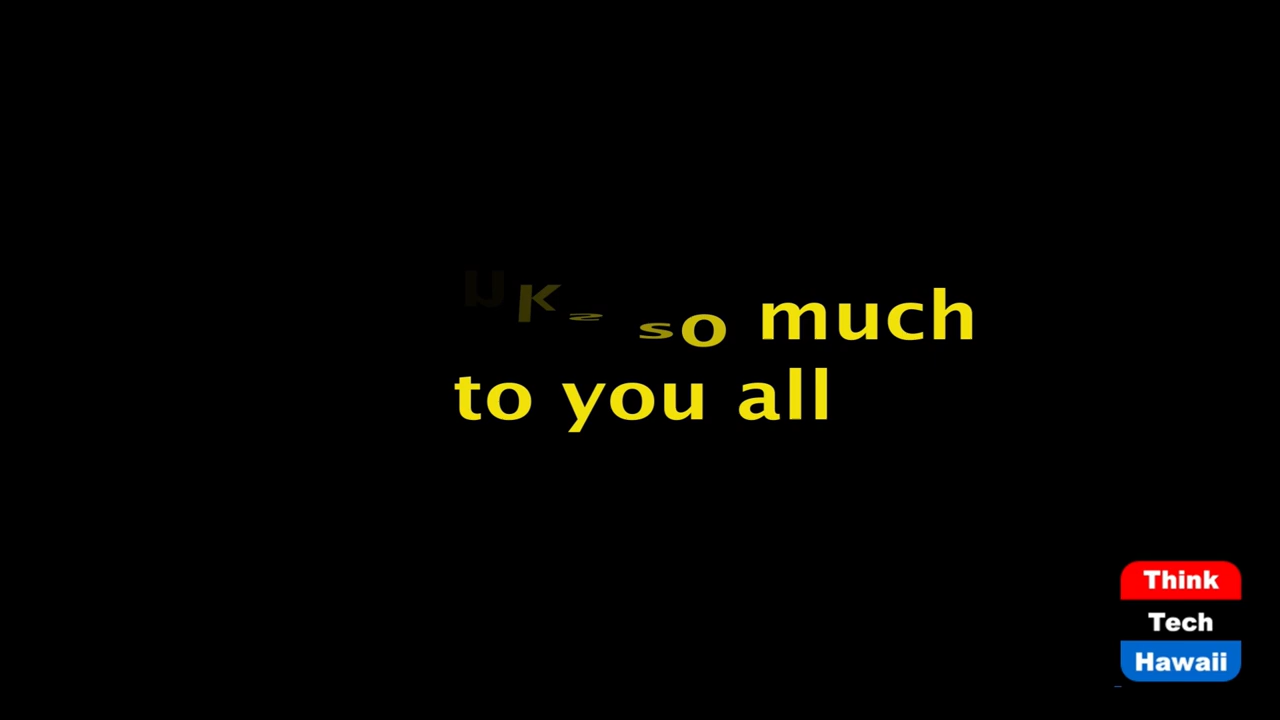 so much
to you all
Think
Tech
Hawaii